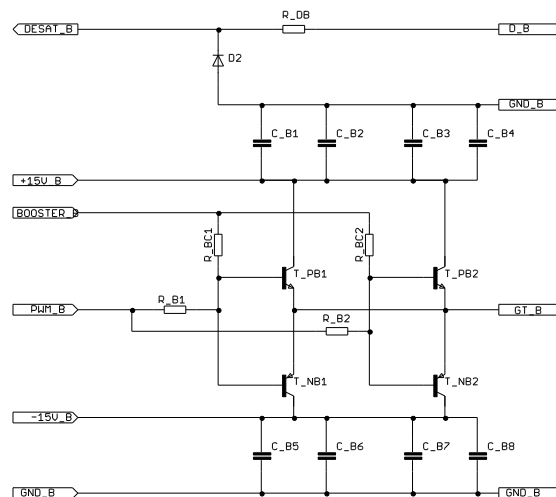 R_DB
DESAT_B D_B
D2
GND_B
C_B1 C_B2 C_B3 C_B4
+15V_B
BOOSTER_B
R_BC1 R_BC2
T_PB1 T_PB2
R_B1
PWM_B GT_B
R_B2
T_NB1 T_NB2
-15V_B
C_B5 C_B6 C_B7 C_B8
GND_B GND_B